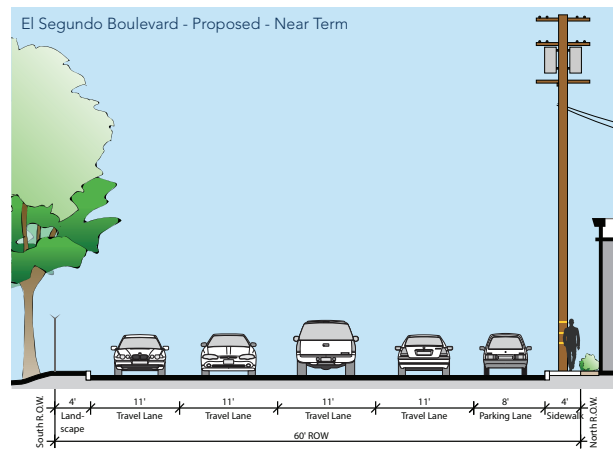 El Segundo Boulevard - Proposed - Near Term
4' 11' 11' 11' 11' 8' 4'
South R.O.W. Land- Travel Lane Travel Lane Travel Lane Travel Lane Parking Lane Sidewalk North R.O.W.
scape
60' ROW